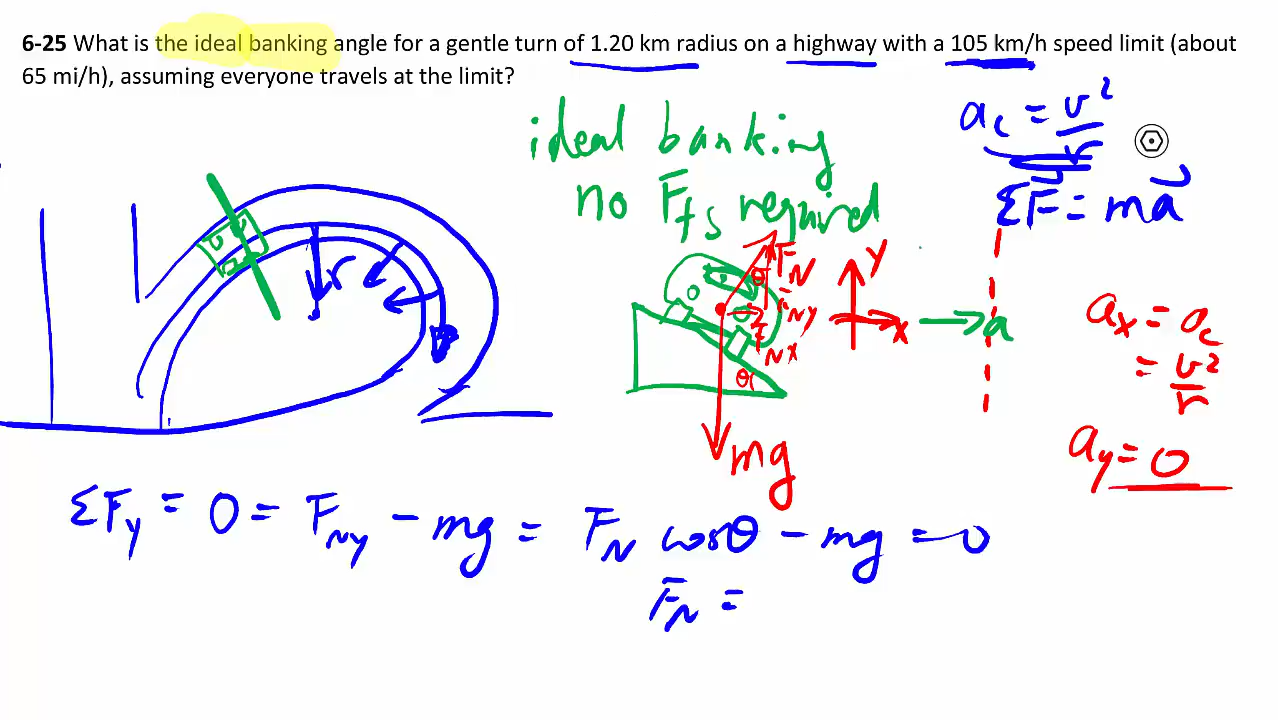 6-25 What is the ideal banking angle for a gentle turn of 1.20 km radius on a highway with a 105 km/h speed limit (about
65 mi/h), assuming everyone travels at the limit?
ideal banking
no Ffs required
ac = v²/r
ΣF⃗ = ma⃗
r
θ
FN
FNy
FNx
θ
mg
y
x
a
ax = ac
= v²/r
ay = 0
ΣFy = 0 = FNy - mg = FN cosθ - mg = 0
FN =